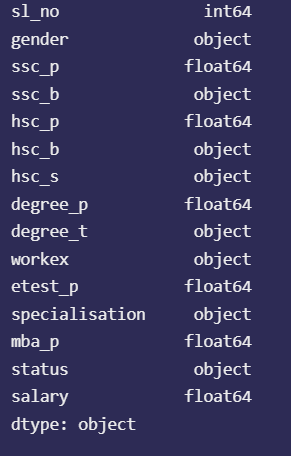 sl_no int64
gender object
ssc_p float64
ssc_b object
hsc_p float64
hsc_b object
hsc_s object
degree_p float64
degree_t object
workex object
etest_p float64
specialisation object
mba_p float64
status object
salary float64
dtype: object